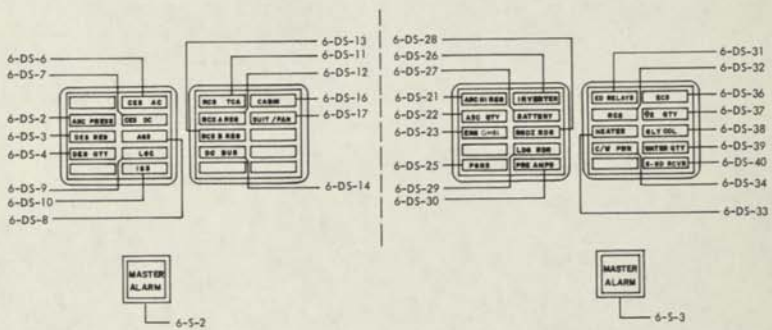 6-DS-13
6-DS-6
6-DS-11
6-DS-7
6-DS-12
6-DS-16
6-DS-17
6-DS-2
6-DS-3
6-DS-4
6-DS-9
6-DS-10
6-DS-8
6-DS-14
CES AC
ASC PRESS CES DC
DES REG AGS
DES QTY LGC
ISS
RCS TCA CABIN
RCS A REG SUIT/FAN
RCS B REG
DC BUS
MASTER
ALARM
6-S-2
6-DS-28
6-DS-26
6-DS-27
6-DS-21
6-DS-22
6-DS-23
6-DS-25
6-DS-29
6-DS-30
6-DS-31
6-DS-32
6-DS-36
6-DS-37
6-DS-38
6-DS-39
6-DS-40
6-DS-34
6-DS-33
ASC HI REG INVERTER
ASC QTY BATTERY
RNDZ RDR
LDG RDR
PGNS PRE AMPS
ED RELAYS ECS
RCS O2 QTY
HEATER GLYCOL
C/W PWR WATER QTY
S-BD RCVR
MASTER
ALARM
6-S-3